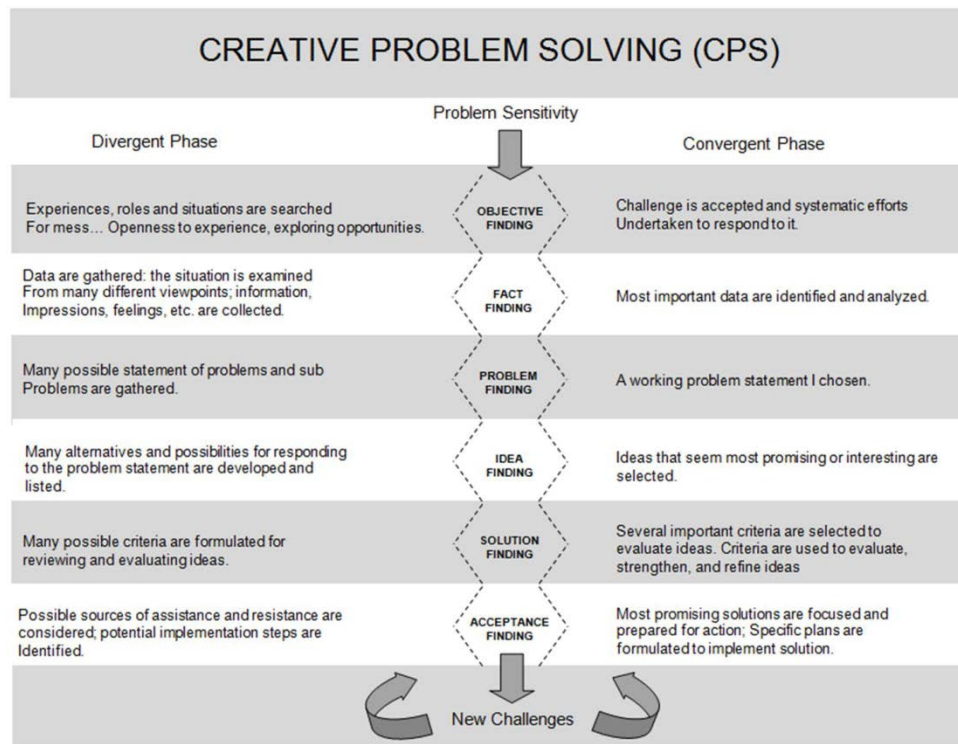 CREATIVE PROBLEM SOLVING (CPS)
Problem Sensitivity
Divergent Phase
Convergent Phase
Experiences, roles and situations are searched
For mess... Openness to experience, exploring opportunities.
OBJECTIVE
FINDING
Challenge is accepted and systematic efforts
Undertaken to respond to it.
Data are gathered: the situation is examined
From many different viewpoints; information,
Impressions, feelings, etc. are collected.
FACT
FINDING
Most important data are identified and analyzed.
Many possible statement of problems and sub
Problems are gathered.
PROBLEM
FINDING
A working problem statement I chosen.
Many alternatives and possibilities for responding
to the problem statement are developed and
listed.
IDEA
FINDING
Ideas that seem most promising or interesting are
selected.
Many possible criteria are formulated for
reviewing and evaluating ideas.
SOLUTION
FINDING
Several important criteria are selected to
evaluate ideas. Criteria are used to evaluate,
strengthen, and refine ideas
Possible sources of assistance and resistance are
considered; potential implementation steps are
Identified.
ACCEPTANCE
FINDING
Most promising solutions are focused and
prepared for action; Specific plans are
formulated to implement solution.
New Challenges